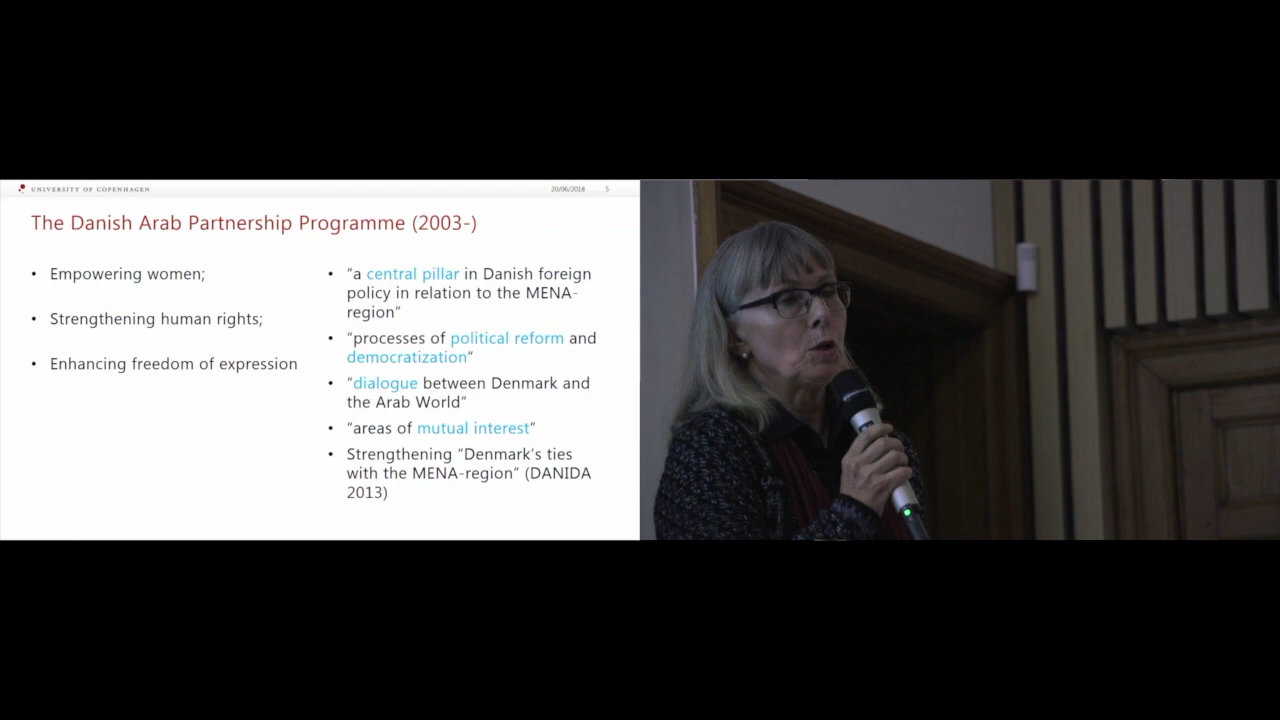 UNIVERSITY OF COPENHAGEN
20/06/2018 5
The Danish Arab Partnership Programme (2003-)
• Empowering women;
• Strengthening human rights;
• Enhancing freedom of expression
• “a central pillar in Danish foreign
policy in relation to the MENA-
region”
• “processes of political reform and
democratization”
• “dialogue between Denmark and
the Arab World”
• “areas of mutual interest”
• Strengthening “Denmark’s ties
with the MENA-region” (DANIDA
2013)